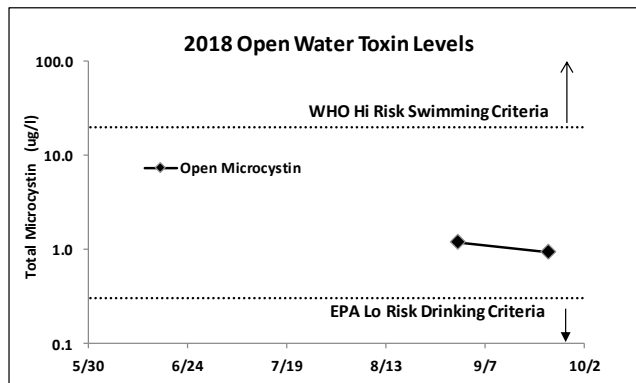 2018 Open Water Toxin Levels
Total Microcystin (ug/l)
100.0
10.0
1.0
0.1
WHO Hi Risk Swimming Criteria
Open Microcystin
EPA Lo Risk Drinking Criteria
5/30 6/24 7/19 8/13 9/7 10/2